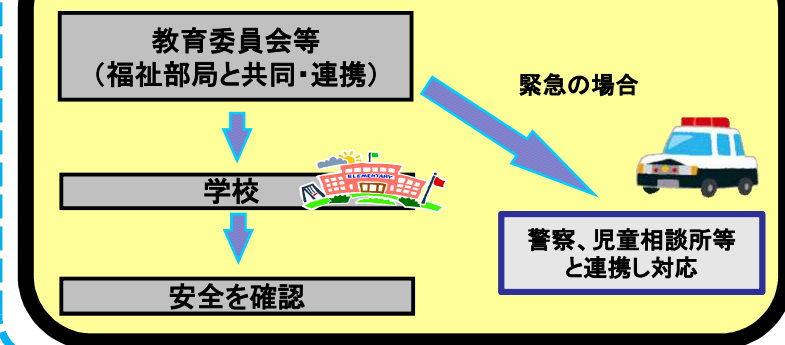 教育委員会等
（福祉部局と共同・連携）
緊急の場合
学校
ELEMENTARY
警察、児童相談所等
と連携し対応
安全を確認